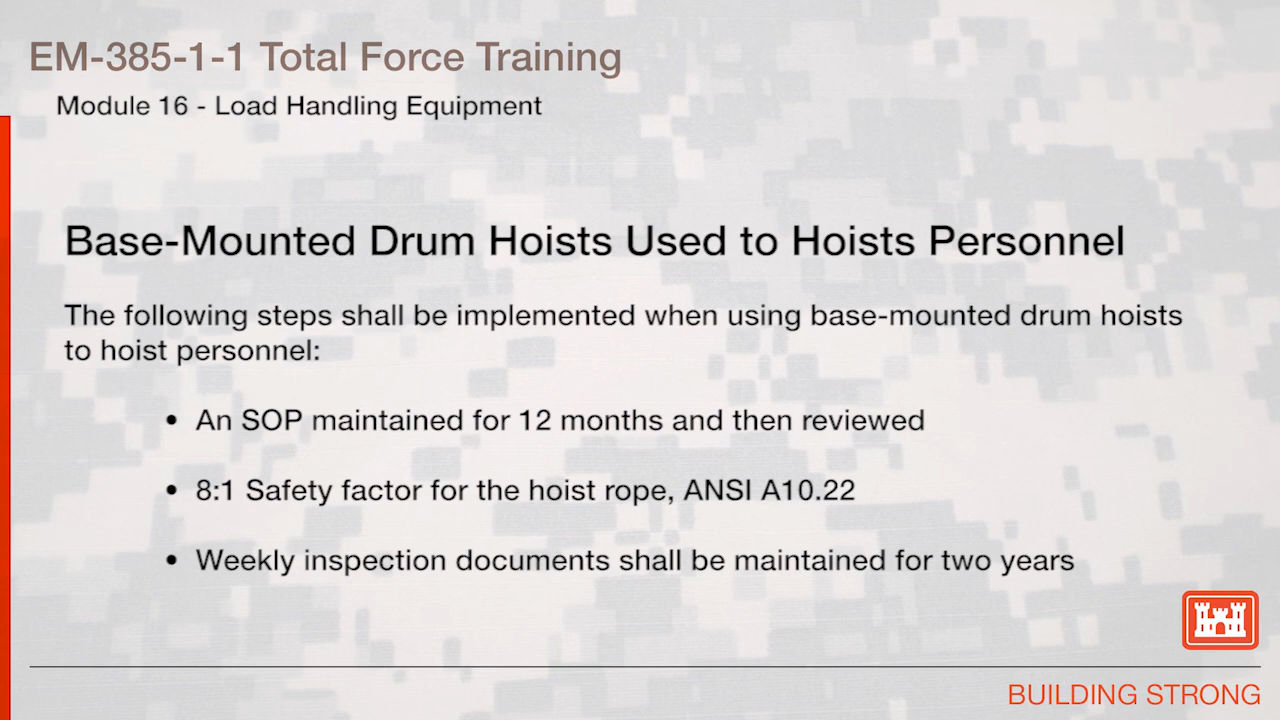 EM-385-1-1 Total Force Training
Module 16 - Load Handling Equipment
Base-Mounted Drum Hoists Used to Hoists Personnel
The following steps shall be implemented when using base-mounted drum hoists
to hoist personnel:
• An SOP maintained for 12 months and then reviewed
• 8:1 Safety factor for the hoist rope, ANSI A10.22
• Weekly inspection documents shall be maintained for two years
BUILDING STRONG